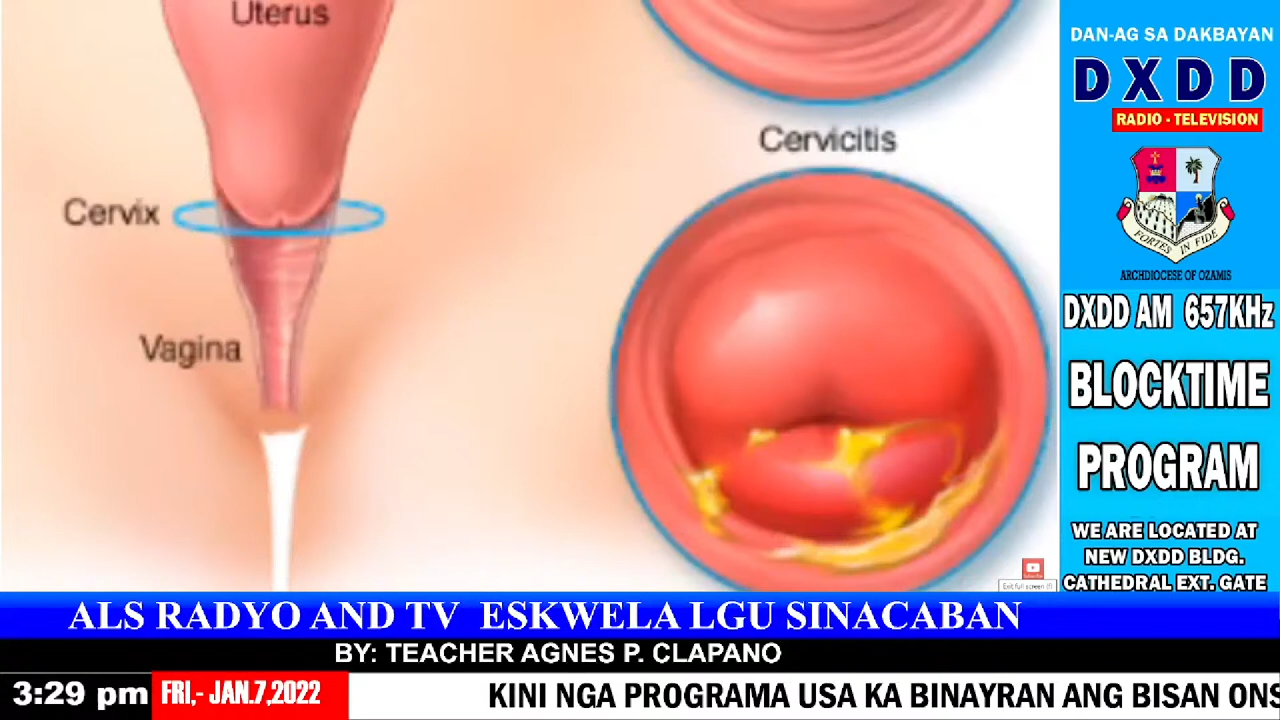 Uterus
Cervix
Vagina
Cervicitis
DAN-AG SA DAKBAYAN
DXDD
RADIO - TELEVISION
FORTES IN FIDE
ARCHDIOCESE OF OZAMIS
DXDD AM 657KHz
BLOCKTIME
PROGRAM
WE ARE LOCATED AT
NEW DXDD BLDG.
CATHEDRAL EXT. GATE
Exit full screen (f)
ALS RADYO AND TV ESKWELA LGU SINACABAN
BY: TEACHER AGNES P. CLAPANO
3:29 pm FRI,- JAN.7,2022
KINI NGA PROGRAMA USA KA BINAYRAN ANG BISAN ONS